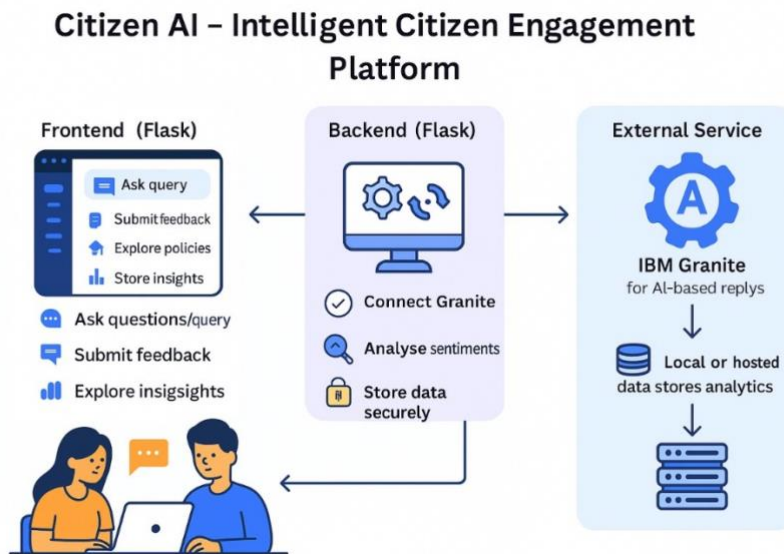 Citizen AI – Intelligent Citizen Engagement
Platform
Frontend (Flask)
Ask query
Submit feedback
Explore policies
Store insights
Ask questions/query
Submit feedback
Explore insigsights
Backend (Flask)
Connect Granite
Analyse sentiments
Store data
securely
External Service
A
IBM Granite
for AI-based replys
Local or hosted
data stores analytics